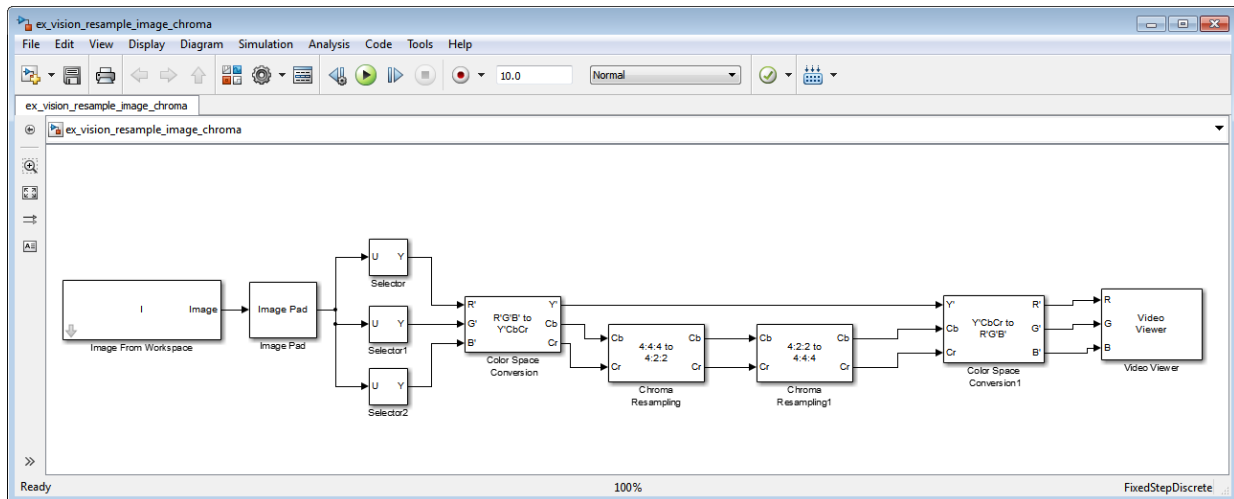 ex_vision_resample_image_chroma
File Edit View Display Diagram Simulation Analysis Code Tools Help
10.0 Normal
ex_vision_resample_image_chroma
ex_vision_resample_image_chroma
I
Image
Image From Workspace
Image Pad
Image Pad
U Y
Selector
U Y
Selector1
U Y
Selector2
R' Y'
G' Cb
B' Cr
R'G'B' to
Y'CbCr
Color Space
Conversion
Cb Cb
Cr Cr
4:4:4 to
4:2:2
Chroma
Resampling
Cb Cb
Cr Cr
4:2:2 to
4:4:4
Chroma
Resampling1
Y' R'
Cb G'
Cr B'
Y'CbCr to
R'G'B'
Color Space
Conversion1
R
G
B
Video
Viewer
Video Viewer
Ready 100% FixedStepDiscrete